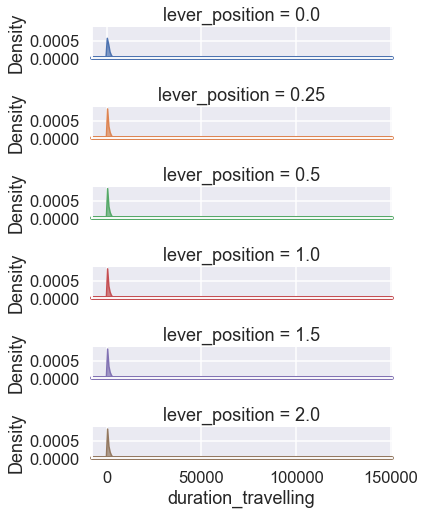 lever_position = 0.0
Density
0.0005
0.0000
lever_position = 0.25
Density
0.0005
0.0000
lever_position = 0.5
Density
0.0005
0.0000
lever_position = 1.0
Density
0.0005
0.0000
lever_position = 1.5
Density
0.0005
0.0000
lever_position = 2.0
Density
0.0005
0.0000
0 50000 100000 150000
duration_travelling